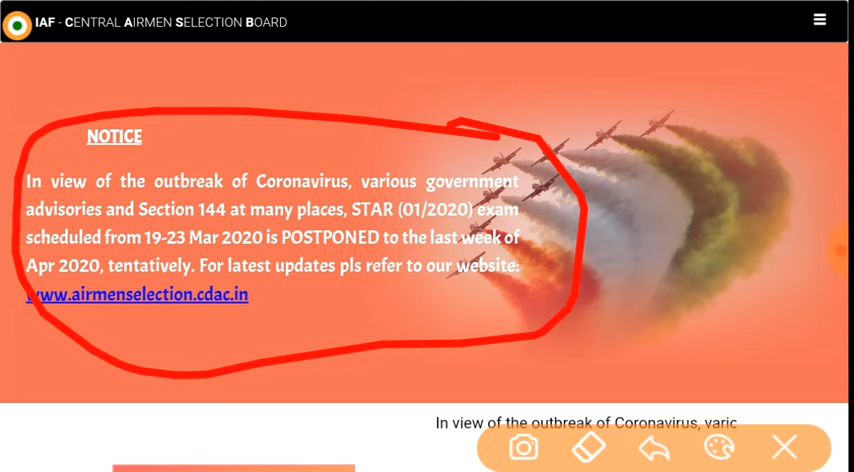 IAF - CENTRAL AIRMEN SELECTION BOARD
NOTICE
In view of the outbreak of Coronavirus, various government
advisories and Section 144 at many places, STAR (01/2020) exam
scheduled from 19-23 Mar 2020 is POSTPONED to the last week of
Apr 2020, tentatively. For latest updates pls refer to our website:
www.airmenselection.cdac.in
In view of the outbreak of Coronavirus, varic